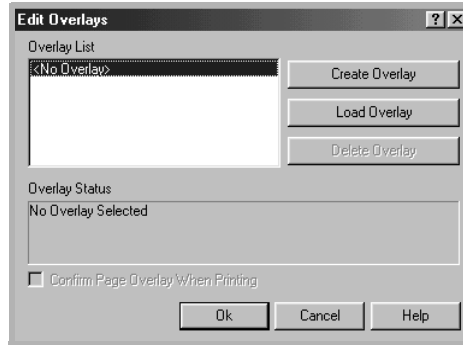 Edit Overlays
Overlay List
<No Overlay>
Create Overlay
Load Overlay
Delete Overlay
Overlay Status
No Overlay Selected
Confirm Page Overlay When Printing
Ok
Cancel
Help